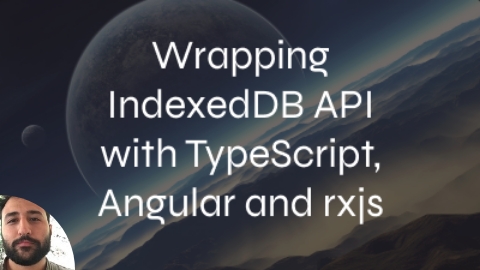 Wrapping
IndexedDB API
with TypeScript,
Angular and rxjs